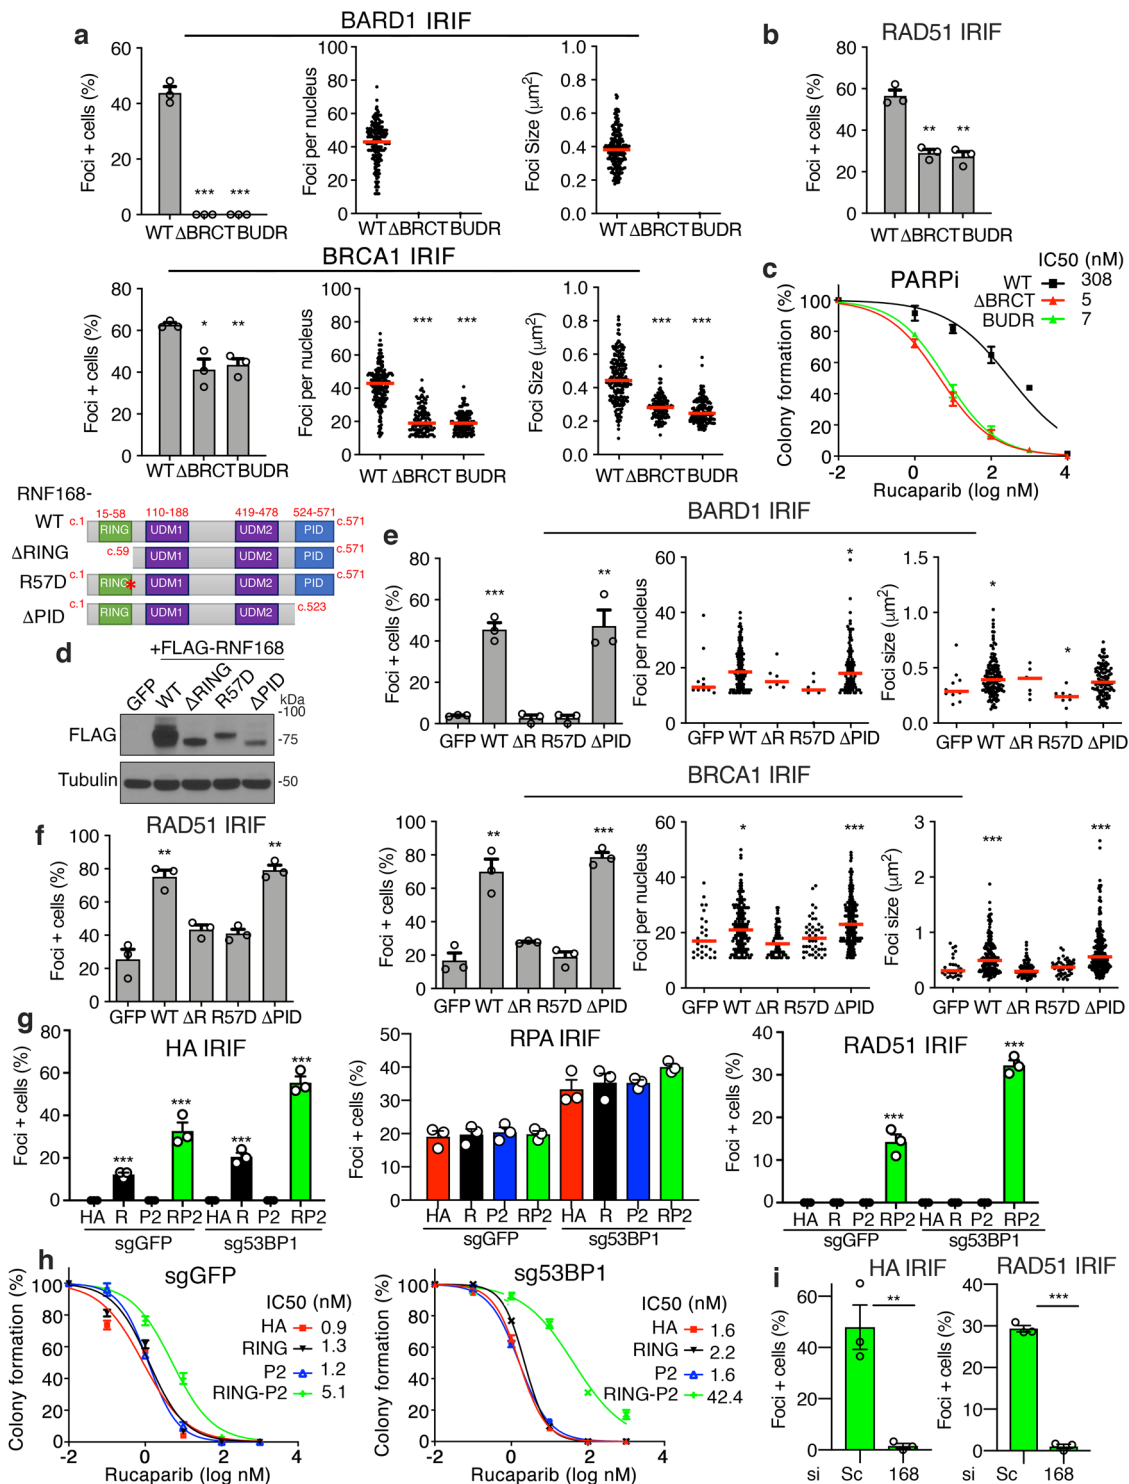 a
BARD1 IRIF
Foci + cells (%)
60
40
20
0
***
***
WT ΔBRCT BUDR
Foci per nucleus
100
80
60
40
20
0
WT ΔBRCT BUDR
Foci Size (μm2)
1.0
0.8
0.6
0.4
0.2
0.0
WT ΔBRCT BUDR
b
RAD51 IRIF
Foci + cells (%)
80
60
40
20
0
**
**
WT ΔBRCT BUDR
BRCA1 IRIF
Foci + cells (%)
80
60
40
20
0
*
**
WT ΔBRCT BUDR
Foci per nucleus
100
80
60
40
20
0
***
***
WT ΔBRCT BUDR
Foci Size (μm2)
1.0
0.8
0.6
0.4
0.2
0.0
***
***
WT ΔBRCT BUDR
c
PARPi
IC50 (nM)
WT 308
ΔBRCT 5
BUDR 7
Colony formation (%)
100
80
60
40
20
0
-2 0 2 4
Rucaparib (log nM)
RNF168-
15-58 110-188 419-478 524-571
WT c.1 RING UDM1 UDM2 PID c.571
ΔRING c.59 UDM1 UDM2 PID c.571
R57D c.1 RING * UDM1 UDM2 PID c.571
ΔPID c.1 RING UDM1 UDM2 c.523
d
+FLAG-RNF168
GFP WT ΔRING R57D ΔPID
kDa
-100
FLAG
-75
Tubulin
-50
e
BARD1 IRIF
Foci + cells (%)
80
60
40
20
0
***
**
GFP WT ΔR R57D ΔPID
Foci per nucleus
60
40
20
0
*
GFP WT ΔR R57D ΔPID
Foci size (μm2)
1.5
1.0
0.5
0.0
*
*
GFP WT ΔR R57D ΔPID
BRCA1 IRIF
Foci + cells (%)
100
80
60
40
20
0
**
***
GFP WT ΔR R57D ΔPID
Foci per nucleus
60
40
20
0
*
***
GFP WT ΔR R57D ΔPID
Foci size (μm2)
3
2
1
0
***
***
GFP WT ΔR R57D ΔPID
f
RAD51 IRIF
Foci + cells (%)
100
80
60
40
20
0
**
**
GFP WT ΔR R57D ΔPID
g
HA IRIF
Foci + cells (%)
80
60
40
20
0
***
***
***
***
HA R P2 RP2 HA R P2 RP2
sgGFP sg53BP1
RPA IRIF
Foci + cells (%)
50
40
30
20
10
0
HA R P2 RP2 HA R P2 RP2
sgGFP sg53BP1
RAD51 IRIF
Foci + cells (%)
40
30
20
10
0
***
***
HA R P2 RP2 HA R P2 RP2
sgGFP sg53BP1
h
sgGFP
Colony formation (%)
100
80
60
40
20
0
-2 0 2 4
Rucaparib (log nM)
IC50 (nM)
HA 0.9
RING 1.3
P2 1.2
RING-P2 5.1
sg53BP1
Colony formation (%)
100
80
60
40
20
0
-2 0 2 4
Rucaparib (log nM)
IC50 (nM)
HA 1.6
RING 2.2
P2 1.6
RING-P2 42.4
i
HA IRIF
Foci + cells (%)
60
40
20
0
**
si Sc 168
RAD51 IRIF
Foci + cells (%)
40
30
20
10
0
***
si Sc 168